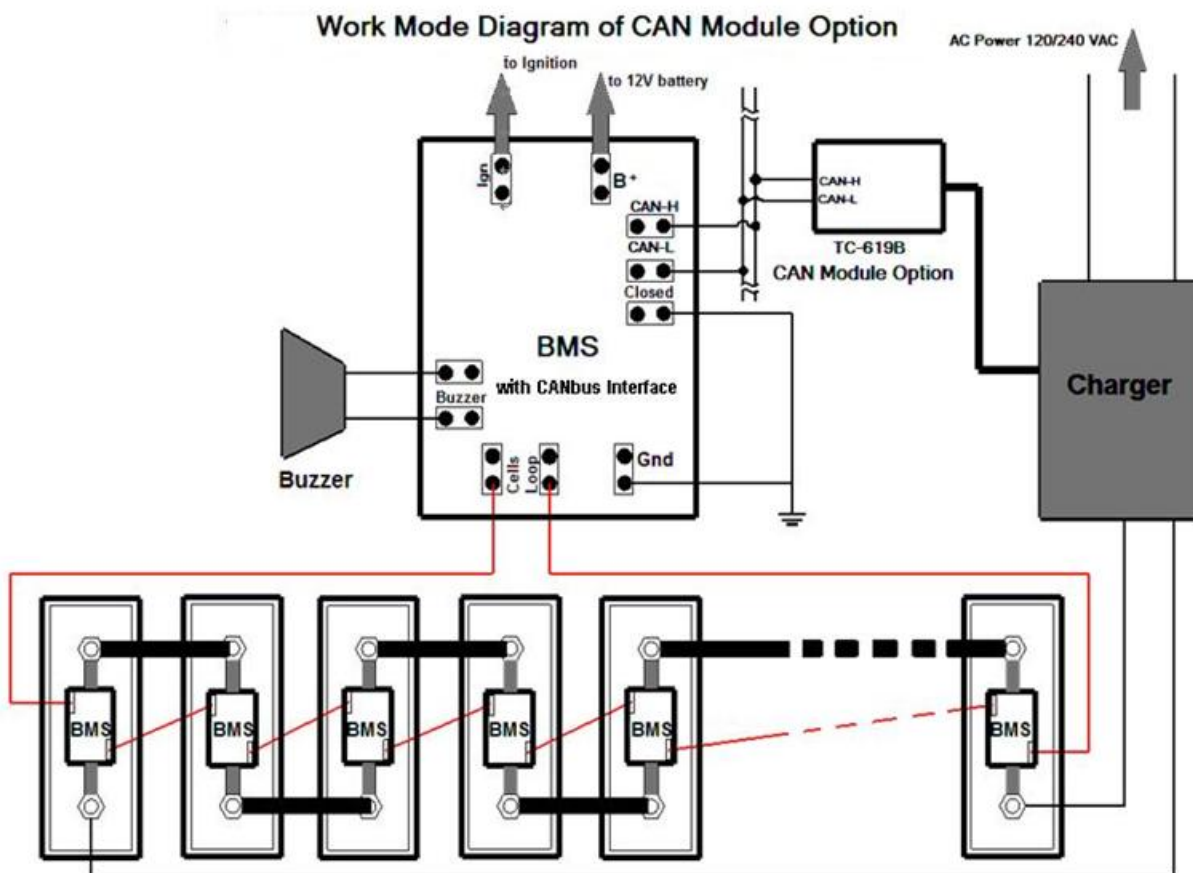 Work Mode Diagram of CAN Module Option
AC Power 120/240 VAC
to Ignition
to 12V battery
Ign
B+
CAN-H
CAN-L
Closed
CAN-H
CAN-L
TC-619B
CAN Module Option
BMS
with CANbus Interface
Charger
Buzzer
Buzzer
Cells
Loop
Gnd
BMS
BMS
BMS
BMS
BMS
BMS